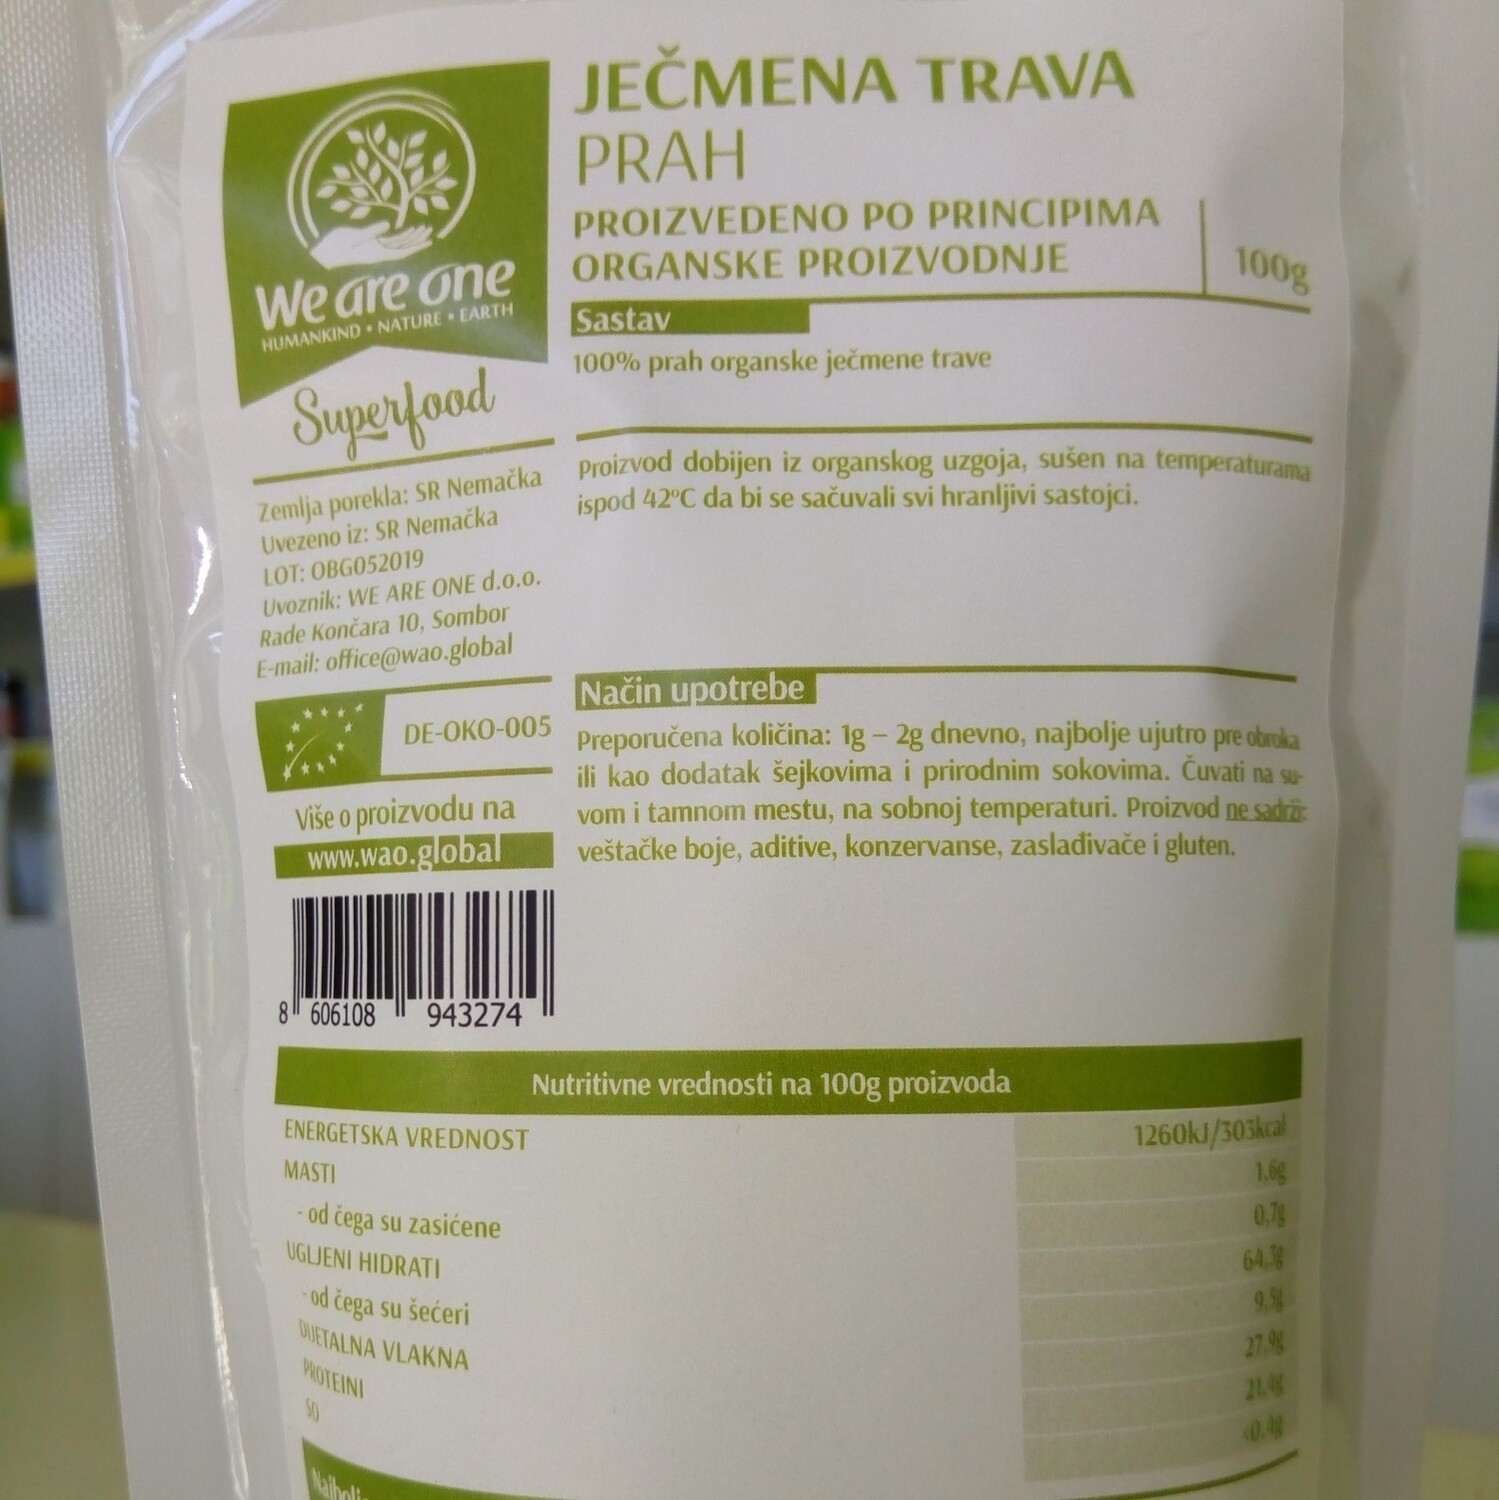 We are one
HUMANKIND • NATURE • EARTH
Superfood
Zemlja porekla: SR Nemačka
Uvezeno iz: SR Nemačka
LOT: OBG052019
Uvoznik: WE ARE ONE d.o.o.
Rade Končara 10, Sombor
E-mail: office@wao.global
DE-OKO-005
Više o proizvodu na
www.wao.global
8 606108 943274
JEČMENA TRAVA
PRAH
PROIZVEDENO PO PRINCIPIMA
ORGANSKE PROIZVODNJE
100g
Sastav
100% prah organske ječmene trave
Proizvod dobijen iz organskog uzgoja, sušen na temperaturama
ispod 42°C da bi se sačuvali svi hranljivi sastojci.
Način upotrebe
Preporučena količina: 1g – 2g dnevno, najbolje ujutro pre obroka
ili kao dodatak šejkovima i prirodnim sokovima. Čuvati na su-
vom i tamnom mestu, na sobnoj temperaturi. Proizvod ne sadrži:
veštačke boje, aditive, konzervanse, zaslađivače i gluten.
Nutritivne vrednosti na 100g proizvoda
ENERGETSKA VREDNOST 1260kJ/303kcal
MASTI 1,6g
- od čega su zasićene 0,7g
UGLJENI HIDRATI 64,3g
- od čega su šećeri 9,5g
DIJETALNA VLAKNA 27,9g
PROTEINI
SO